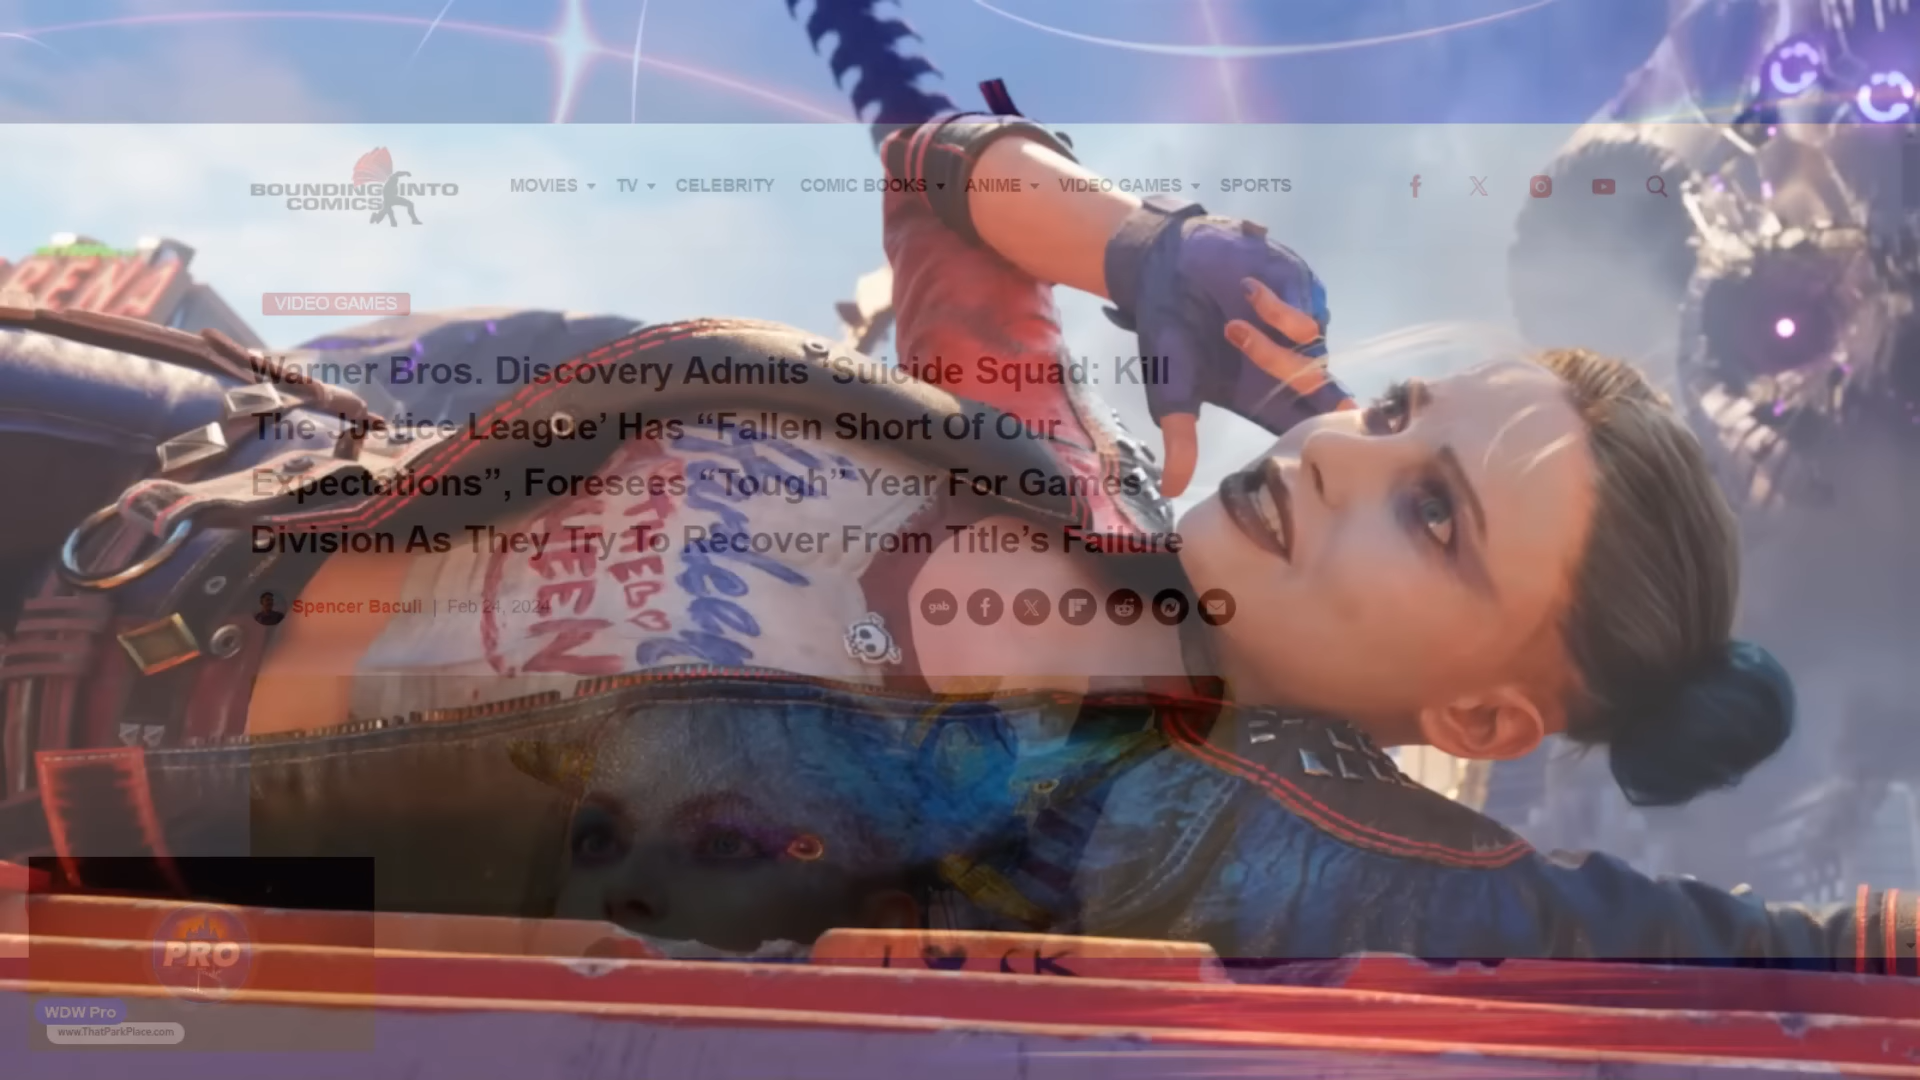 BOUNDING INTO
COMICS
MOVIES TV CELEBRITY COMIC BOOKS ANIME VIDEO GAMES SPORTS
ARENA
VIDEO GAMES
Warner Bros. Discovery Admits ‘Suicide Squad: Kill
The Justice League’ Has “Fallen Short Of Our
Expectations”, Foresees “Tough” Year For Games
Division As They Try To Recover From Title’s Failure
Spencer Baculi | Feb 24, 2024
gab
Harleen
THEBO
PRO
WDW Pro
www.ThatParkPlace.com